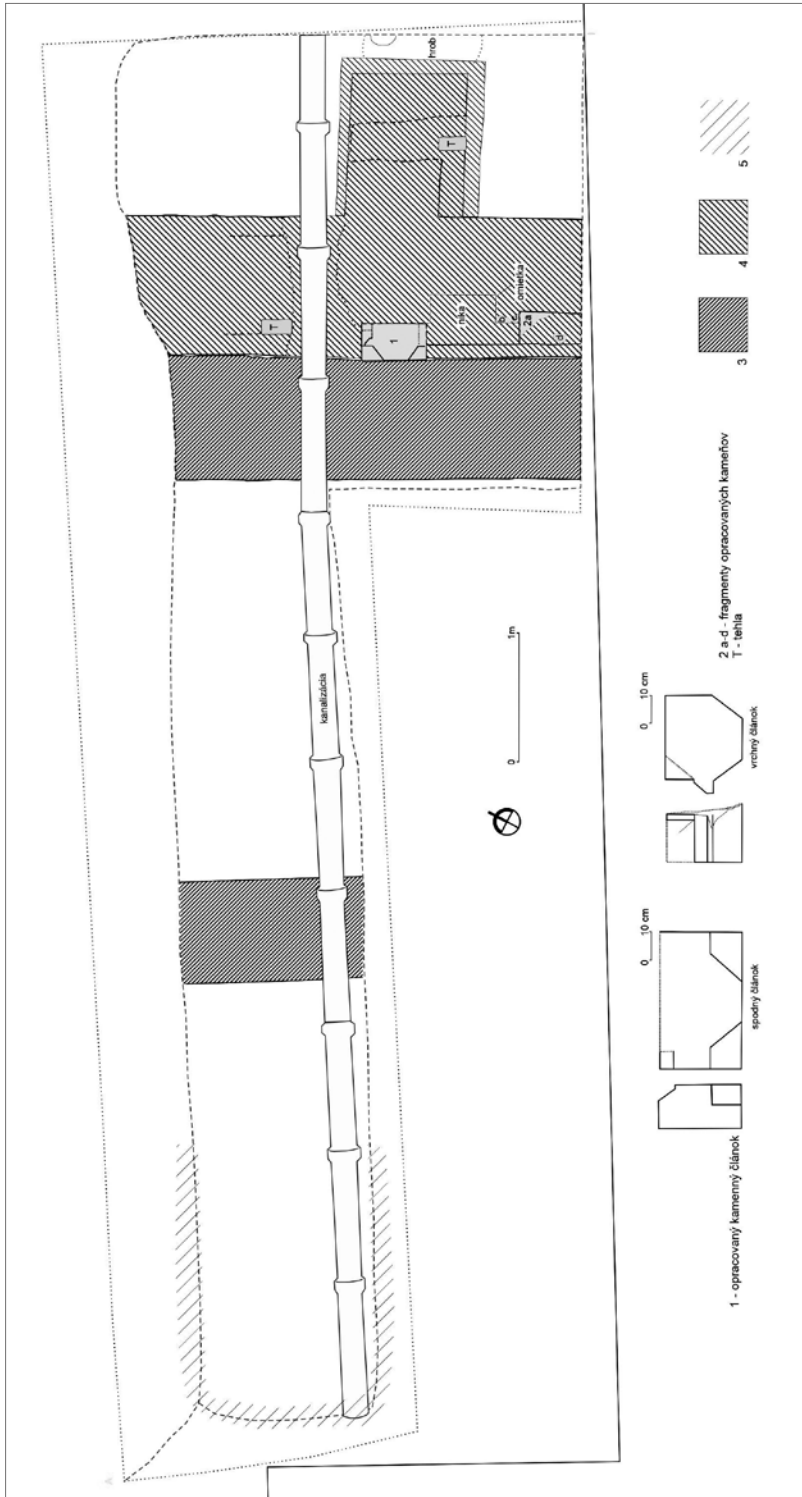 hrob
T
T
nika
omietka
b
c
1
2a
d
kanalizácia
0 1m
A
1 - opracovaný kamenný článok
0 10 cm
spodný článok
0 10 cm
vrchný článok
2 a-d - fragmenty opracovaných kameňov
T - tehla
3
4
5